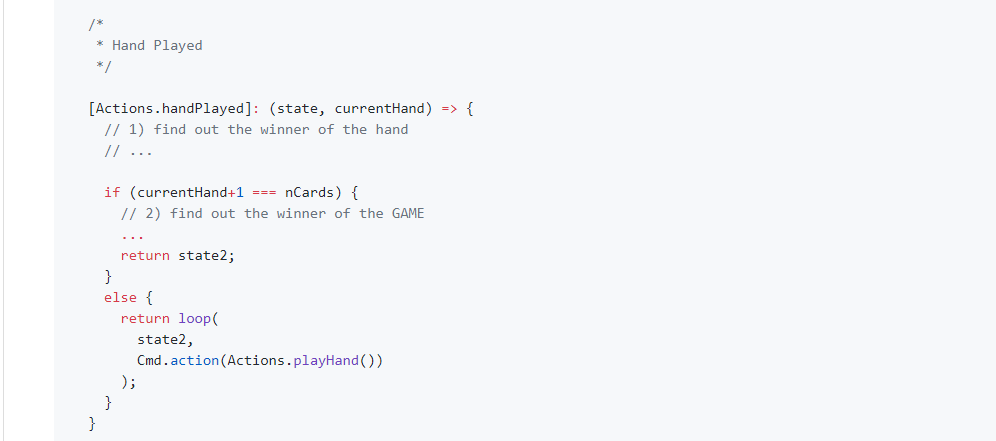 /*
 * Hand Played
 */

[Actions.handPlayed]: (state, currentHand) => {
  // 1) find out the winner of the hand
  // ...

  if (currentHand+1 === nCards) {
    // 2) find out the winner of the GAME
    ...
    return state2;
  }
  else {
    return loop(
      state2,
      Cmd.action(Actions.playHand())
    );
  }
}